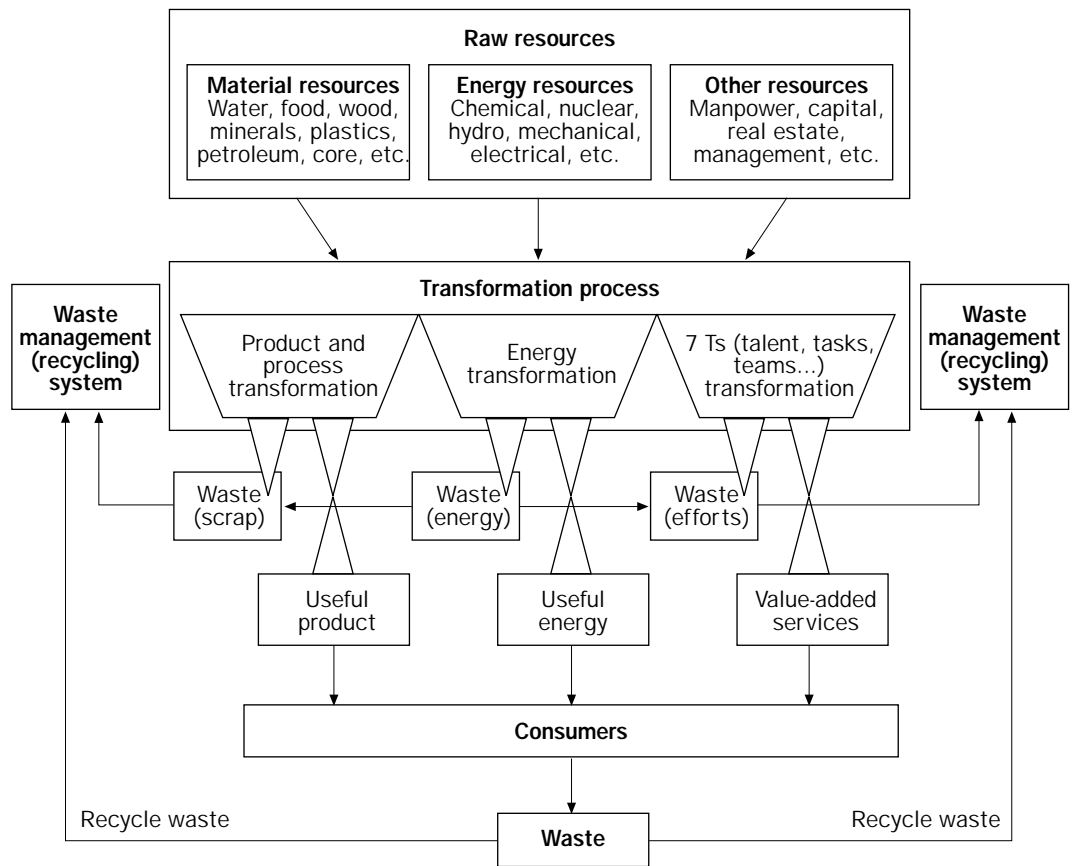 Raw resources
Material resources
Water, food, wood,
minerals, plastics,
petroleum, core, etc.
Energy resources
Chemical, nuclear,
hydro, mechanical,
electrical, etc.
Other resources
Manpower, capital,
real estate,
management, etc.
Transformation process
Waste
management
(recycling)
system
Product and
process
transformation
Energy
transformation
7 Ts (talent, tasks,
teams...)
transformation
Waste
management
(recycling)
system
Waste
(scrap)
Waste
(energy)
Waste
(efforts)
Useful
product
Useful
energy
Value-added
services
Consumers
Recycle waste
Waste
Recycle waste